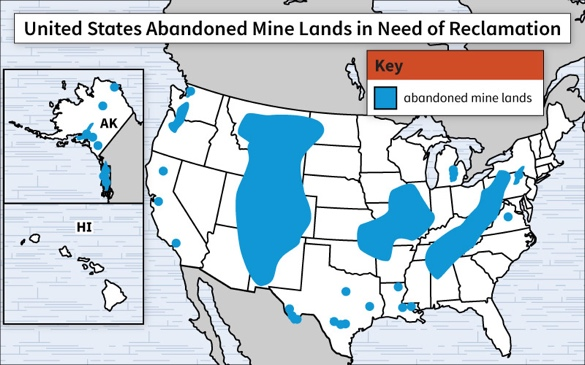 United States Abandoned Mine Lands in Need of Reclamation
Key
abandoned mine lands
AK
HI